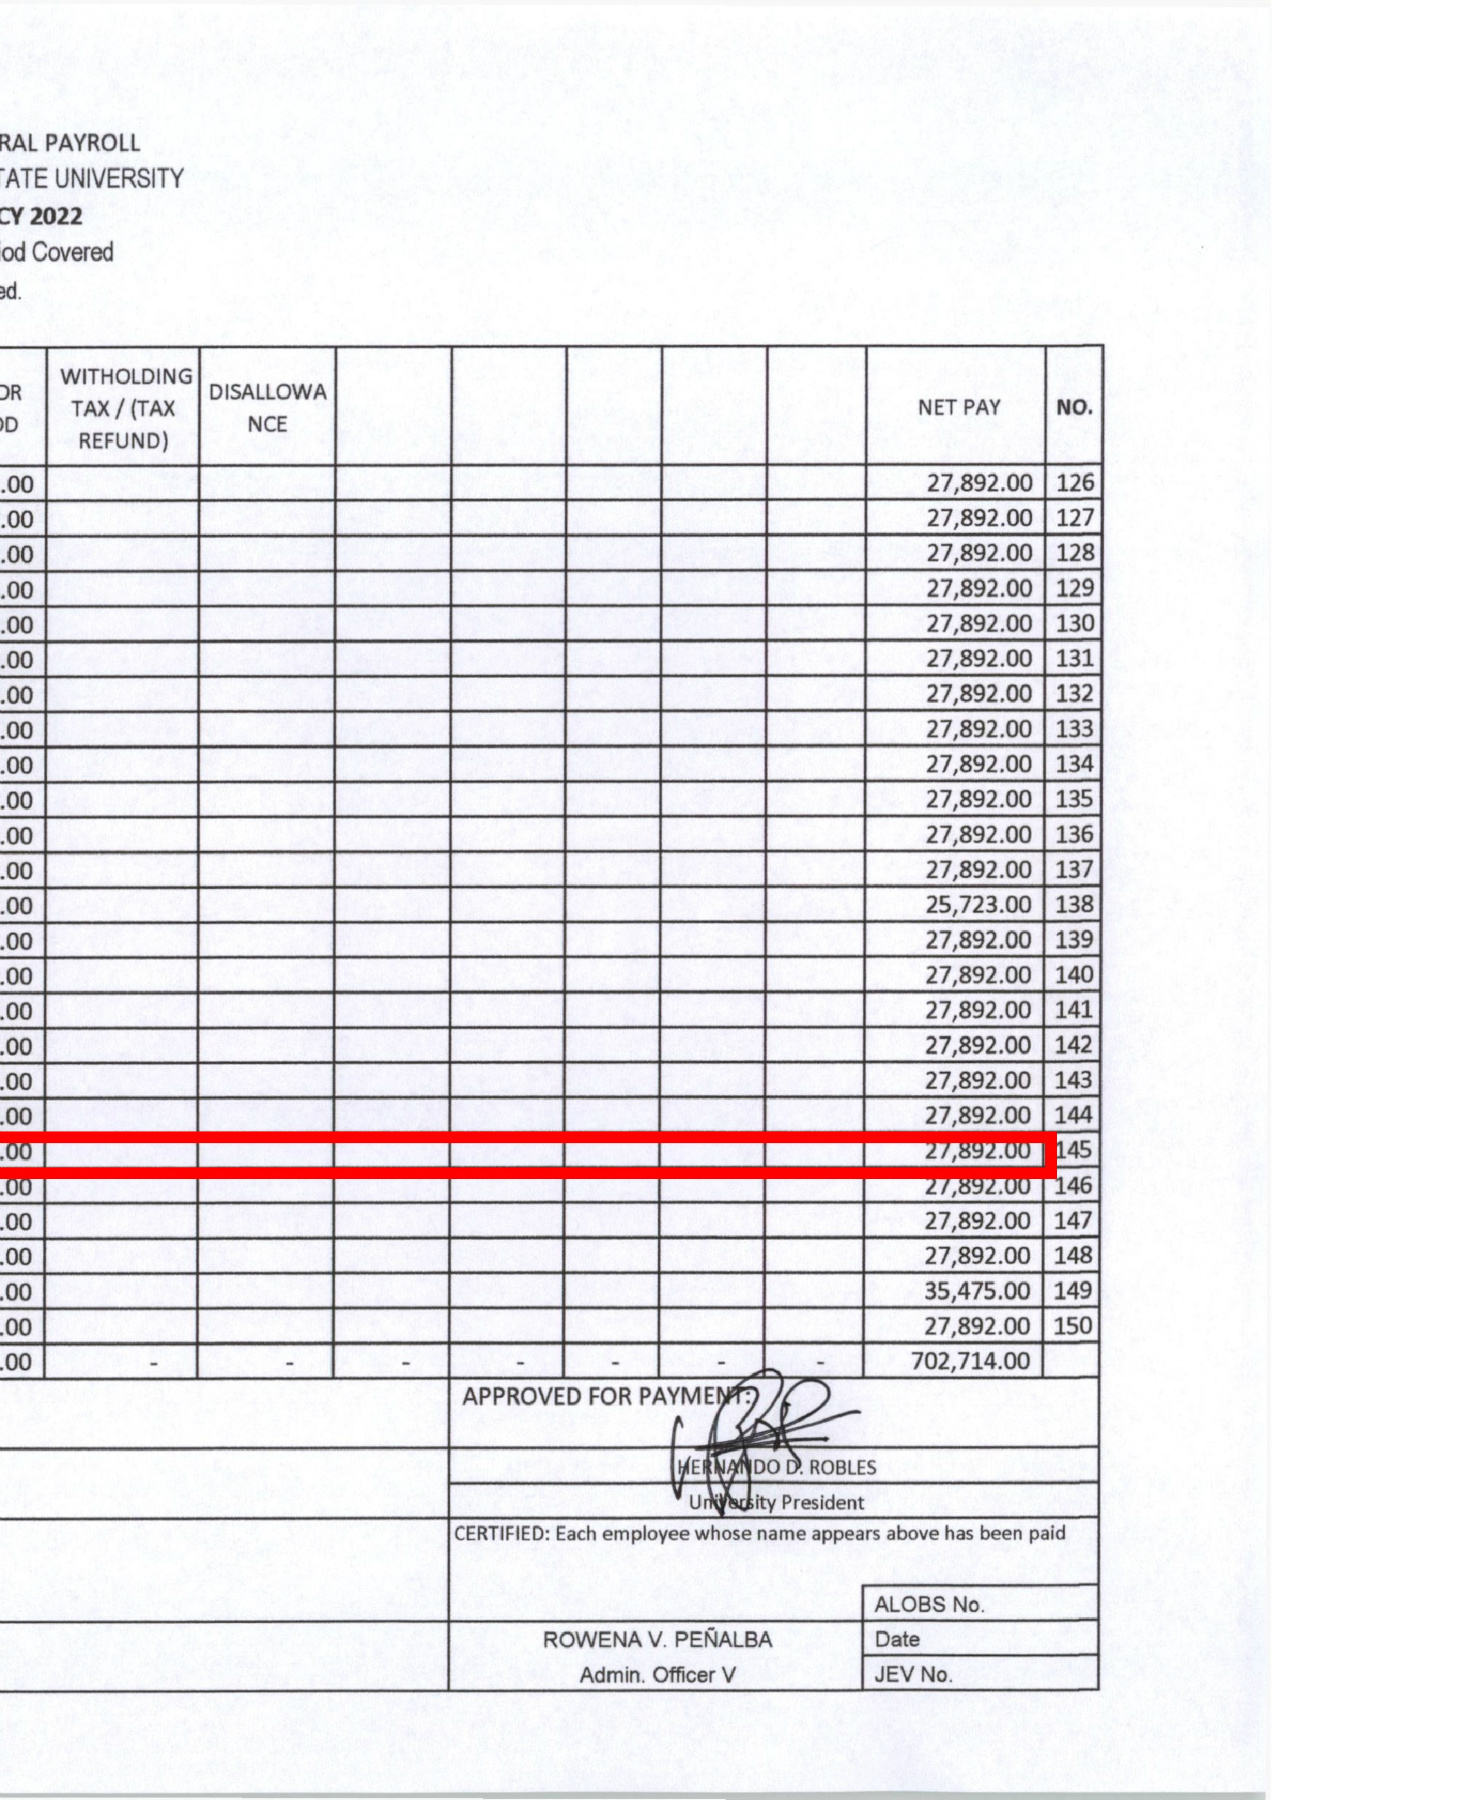 RAL PAYROLL
TATE UNIVERSITY
CY 2022
iod Covered
ed.
OR WITHOLDING TAX / (TAX REFUND) DISALLOWA NCE NET PAY NO.
OD
.00 27,892.00 126
.00 27,892.00 127
.00 27,892.00 128
.00 27,892.00 129
.00 27,892.00 130
.00 27,892.00 131
.00 27,892.00 132
.00 27,892.00 133
.00 27,892.00 134
.00 27,892.00 135
.00 27,892.00 136
.00 27,892.00 137
.00 25,723.00 138
.00 27,892.00 139
.00 27,892.00 140
.00 27,892.00 141
.00 27,892.00 142
.00 27,892.00 143
.00 27,892.00 144
.00 27,892.00 145
.00 27,892.00 146
.00 27,892.00 147
.00 27,892.00 148
.00 35,475.00 149
.00 27,892.00 150
.00 - - - - - - - 702,714.00
APPROVED FOR PAYMENT:
HERNANDO D. ROBLES
University President
CERTIFIED: Each employee whose name appears above has been paid
ALOBS No.
ROWENA V. PEÑALBA Date
Admin. Officer V JEV No.